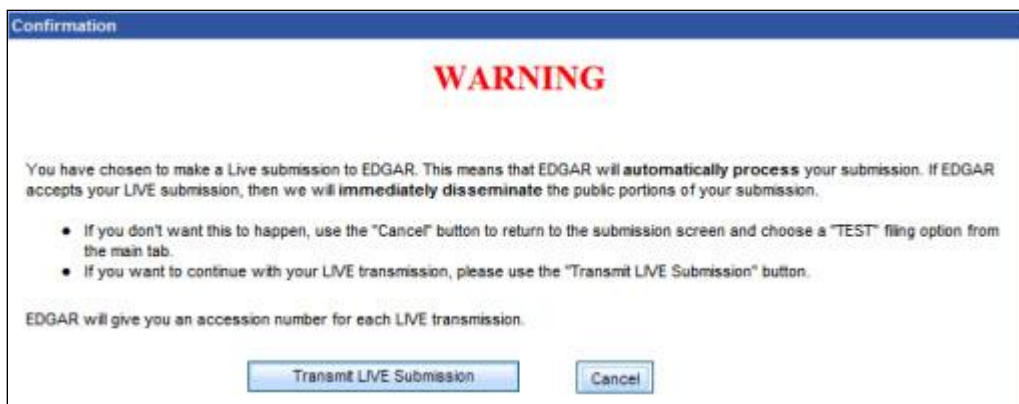 Confirmation
WARNING
You have chosen to make a Live submission to EDGAR. This means that EDGAR will automatically process your submission. If EDGAR
accepts your LIVE submission, then we will immediately disseminate the public portions of your submission.
• If you don't want this to happen, use the "Cancel" button to return to the submission screen and choose a "TEST" filing option from
the main tab.
• If you want to continue with your LIVE transmission, please use the "Transmit LIVE Submission" button.
EDGAR will give you an accession number for each LIVE transmission.
Transmit LIVE Submission Cancel